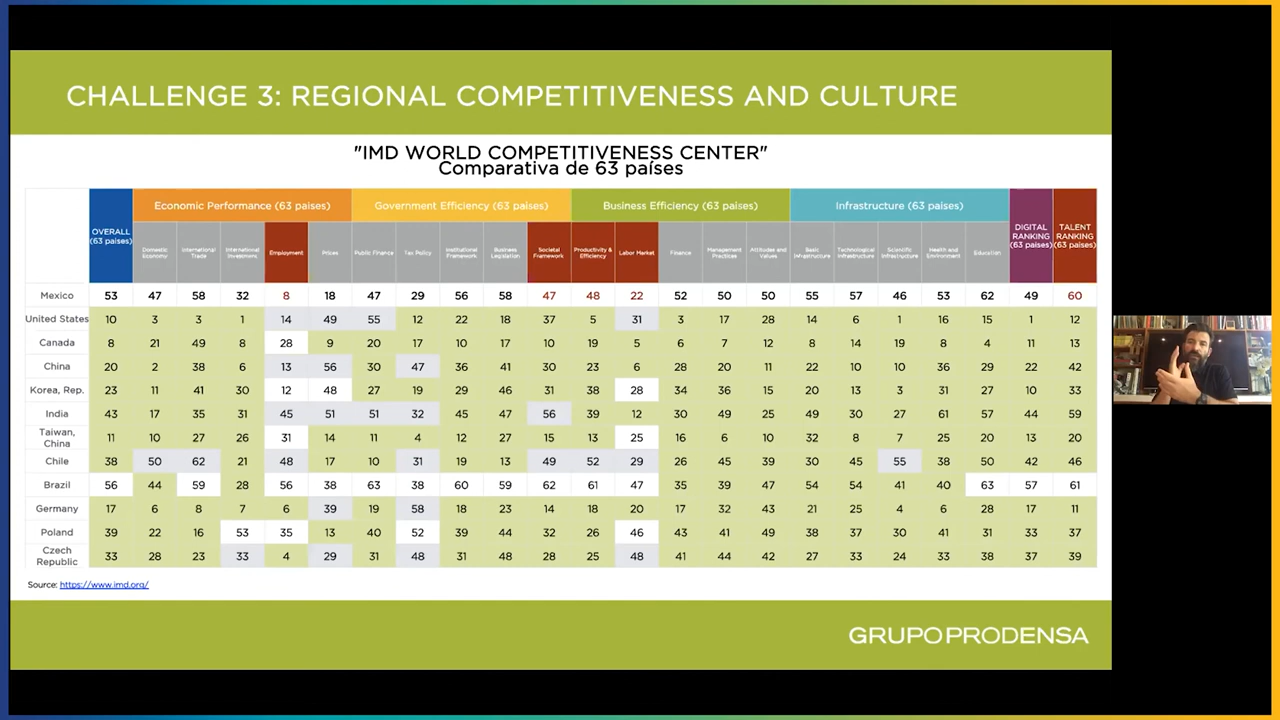 CHALLENGE 3: REGIONAL COMPETITIVENESS AND CULTURE
"IMD WORLD COMPETITIVENESS CENTER"
Comparativa de 63 países
OVERALL (63 paises) Economic Performance (63 paises) Government Efficiency (63 paises) Business Efficiency (63 paises) Infrastructure (63 paises) DIGITAL RANKING (63 paises) TALENT RANKING (63 paises)
Domestic Economy International Trade International Investment Employment Prices Public Finance Tax Policy Institutional Framework Business Legislation Societal Framework Productivity & Efficiency Labor Market Finance Management Practices Attitudes and Values Basic Infrastructure Technological Infrastructure Scientific Infrastructure Health and Environment Education
Mexico 53 47 58 32 8 18 47 29 56 58 47 48 22 52 50 50 55 57 46 53 62 49 60
United States 10 3 3 1 14 49 55 12 22 18 37 5 31 3 17 28 14 6 1 16 15 1 12
Canada 8 21 49 8 28 9 20 17 10 17 10 19 5 6 7 12 8 14 19 8 4 11 13
China 20 2 38 6 13 56 30 47 36 41 30 23 6 28 20 11 22 10 10 36 29 22 42
Korea, Rep. 23 11 41 30 12 48 27 19 29 46 31 38 28 34 36 15 20 13 3 31 27 10 33
India 43 17 35 31 45 51 51 32 45 47 56 39 12 30 49 25 49 30 27 61 57 44 59
Taiwan, China 11 10 27 26 31 14 11 4 12 27 15 13 25 16 6 10 32 8 7 25 20 13 20
Chile 38 50 62 21 48 17 10 31 19 13 49 52 29 26 45 39 30 45 55 38 50 42 46
Brazil 56 44 59 28 56 38 63 38 60 59 62 61 47 35 39 47 54 54 41 40 63 57 61
Germany 17 6 8 7 6 39 19 58 18 23 14 18 20 17 32 43 21 25 4 6 28 17 11
Poland 39 22 16 53 35 13 40 52 39 44 32 26 46 43 41 49 38 37 30 41 31 33 37
Czech Republic 33 28 23 33 4 29 31 48 31 48 28 25 48 41 44 42 27 33 24 33 38 37 39
Source: https://www.imd.org/
GRUPO PRODENSA